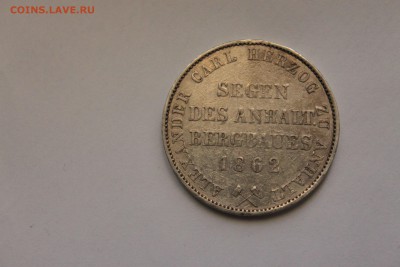 COINS.LAVE.RU
ALEXANDER CARL HERZOG ZU ANHALT
SEGEN
DES ANHALT
BERGBAUES
1862